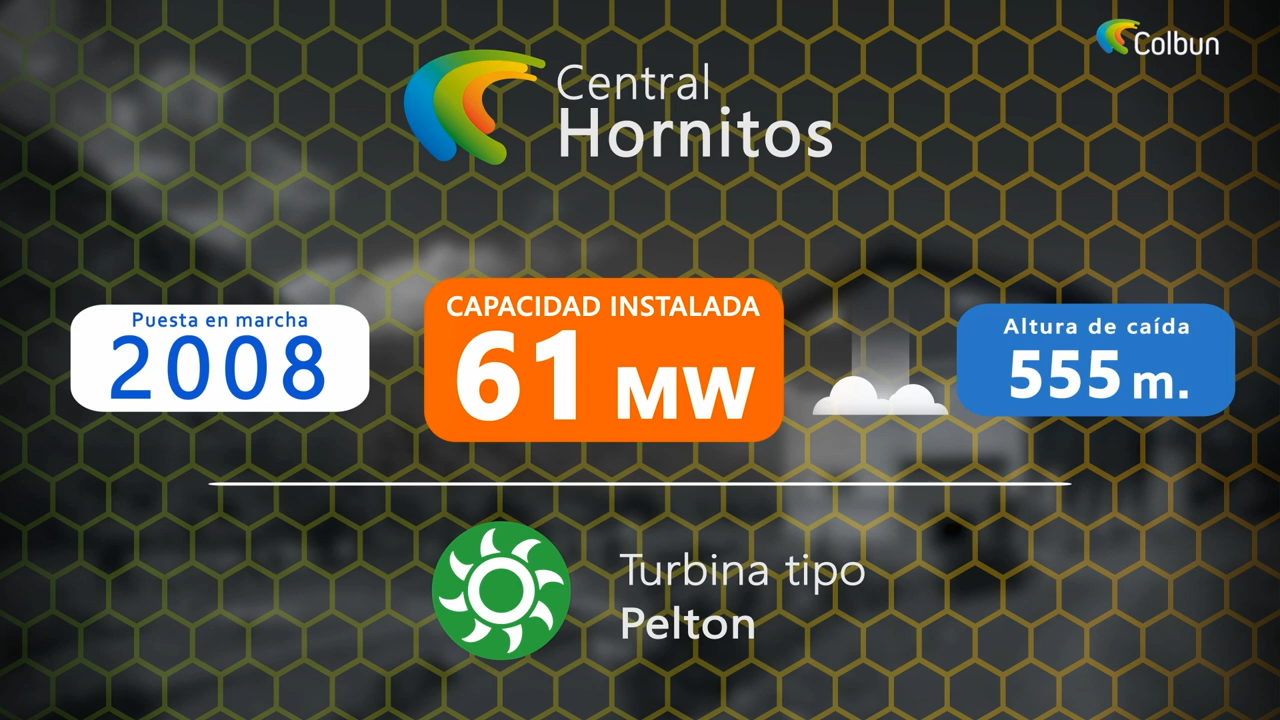 Colbun
Central
Hornitos
Puesta en marcha
2008
CAPACIDAD INSTALADA
61 MW
Altura de caída
555 m.
Turbina tipo
Pelton